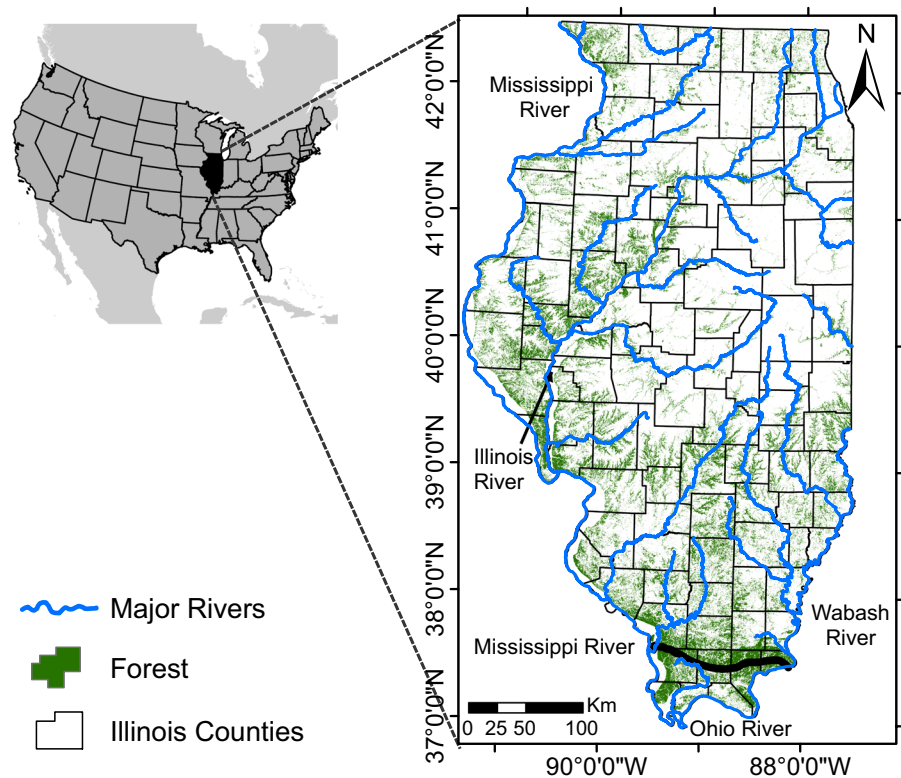 N
42°0'0"N
41°0'0"N
40°0'0"N
39°0'0"N
38°0'0"N
37°0'0"N
Mississippi
River
Illinois
River
Wabash
River
Mississippi River
Km
0 25 50 100
Ohio River
90°0'0"W 88°0'0"W
Major Rivers
Forest
Illinois Counties